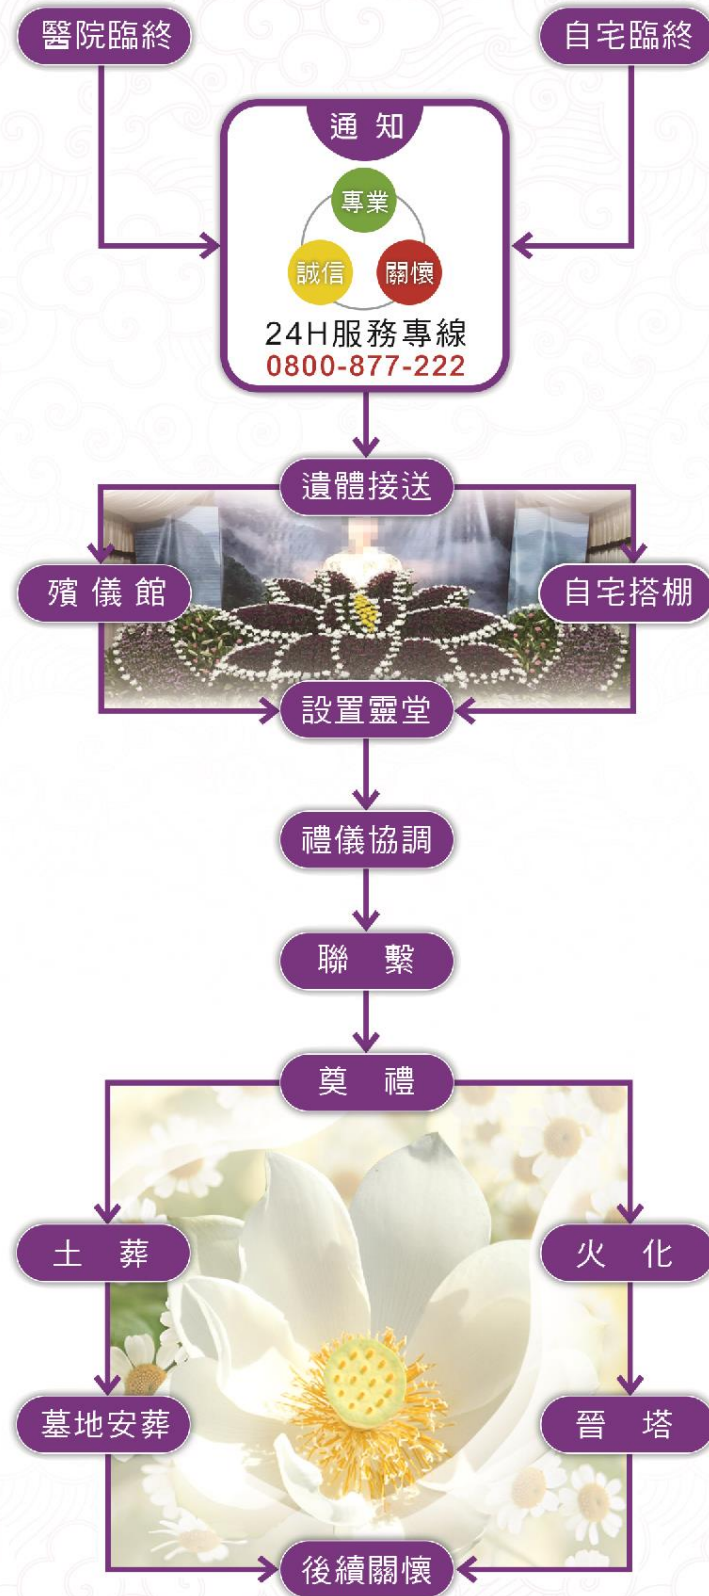 醫院臨終
自宅臨終
通知
專業
誠信
關懷
24H服務專線
0800-877-222
遺體接送
殯儀館
自宅搭棚
設置靈堂
禮儀協調
聯繫
奠禮
土葬
火化
墓地安葬
晉塔
後續關懷